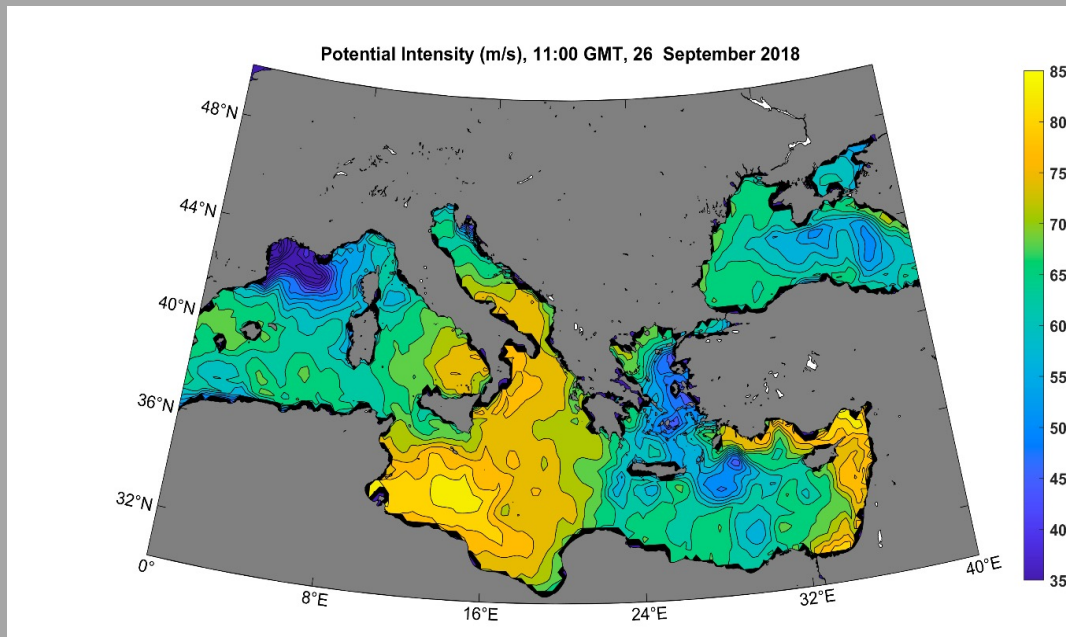 Potential Intensity (m/s), 11:00 GMT, 26 September 2018
85
80
75
70
65
60
55
50
45
40
35
48°N
44°N
40°N
36°N
32°N
0°
8°E
16°E
24°E
32°E
40°E